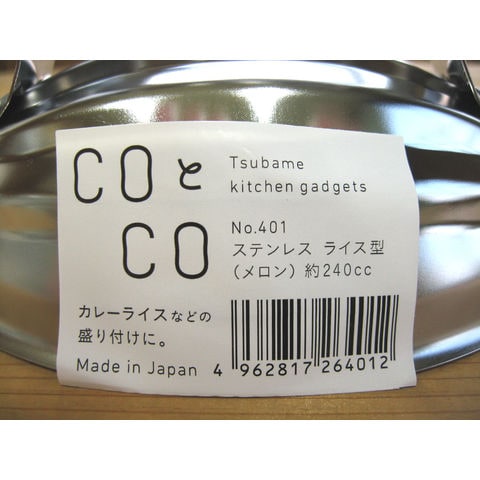 COと
CO
Tsubame
kitchen gadgets
No.401
ステンレス ライス型
（メロン）約240cc
カレーライスなどの
盛り付けに。
Made in Japan
4 962817 264012